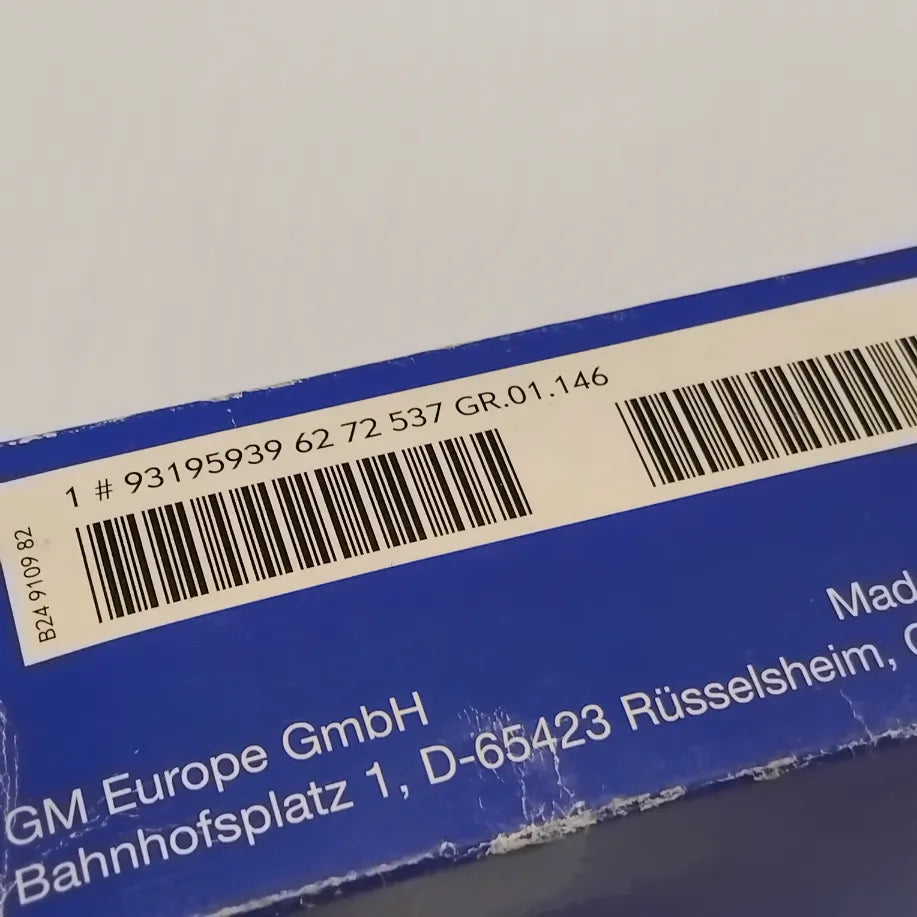 1 # 93195939 62 72 537 GR.01.146
B24 9109 82
Mad
GM Europe GmbH
Bahnhofsplatz 1, D-65423 Rüsselsheim,